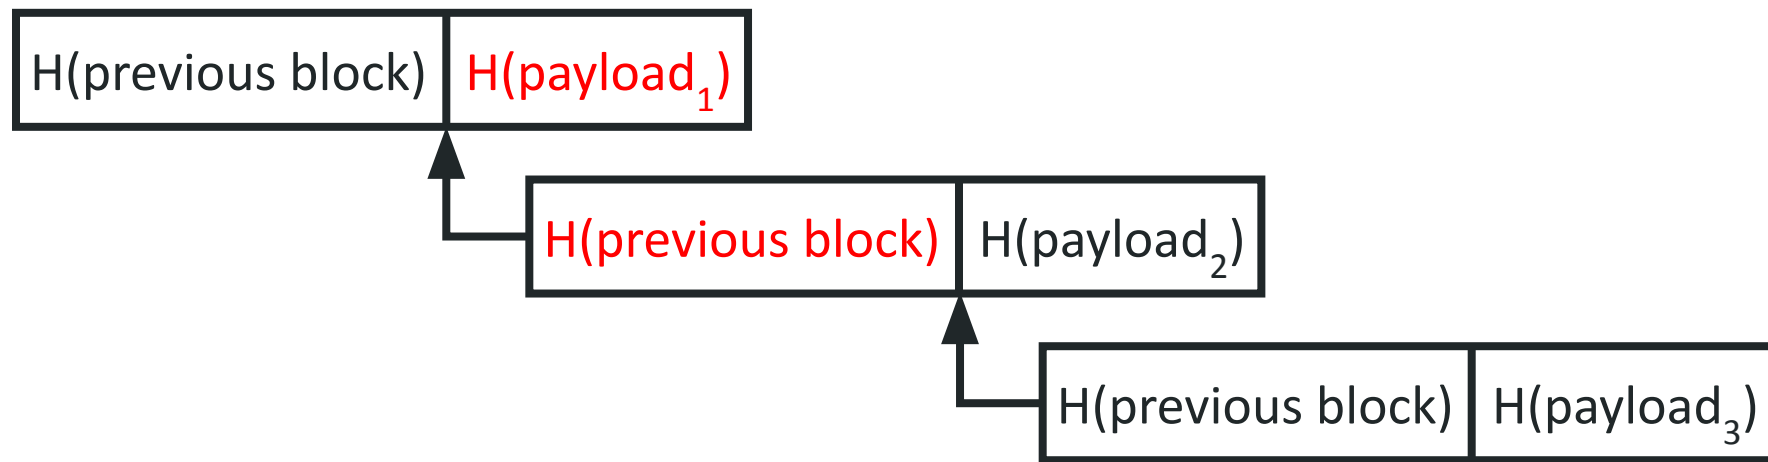 H(previous block) H(payload₁)
H(previous block) H(payload₂)
H(previous block) H(payload₃)